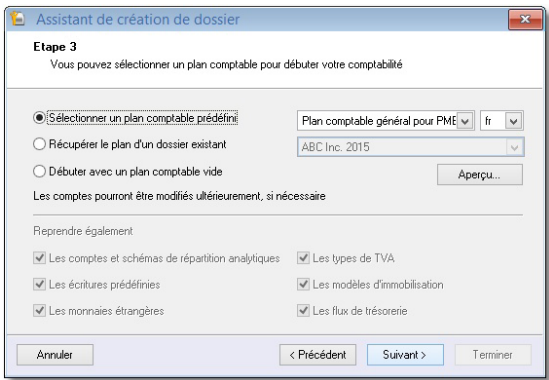 Assistant de création de dossier
Etape 3
Vous pouvez sélectionner un plan comptable pour débuter votre comptabilité
Sélectionner un plan comptable prédéfini
Plan comptable général pour PME
fr
Récupérer le plan d'un dossier existant
ABC Inc. 2015
Débuter avec un plan comptable vide
Aperçu...
Les comptes pourront être modifiés ultérieurement, si nécessaire
Reprendre également
Les comptes et schémas de répartition analytiques
Les types de TVA
Les écritures prédéfinies
Les modèles d'immobilisation
Les monnaies étrangères
Les flux de trésorerie
Annuler
< Précédent
Suivant >
Terminer